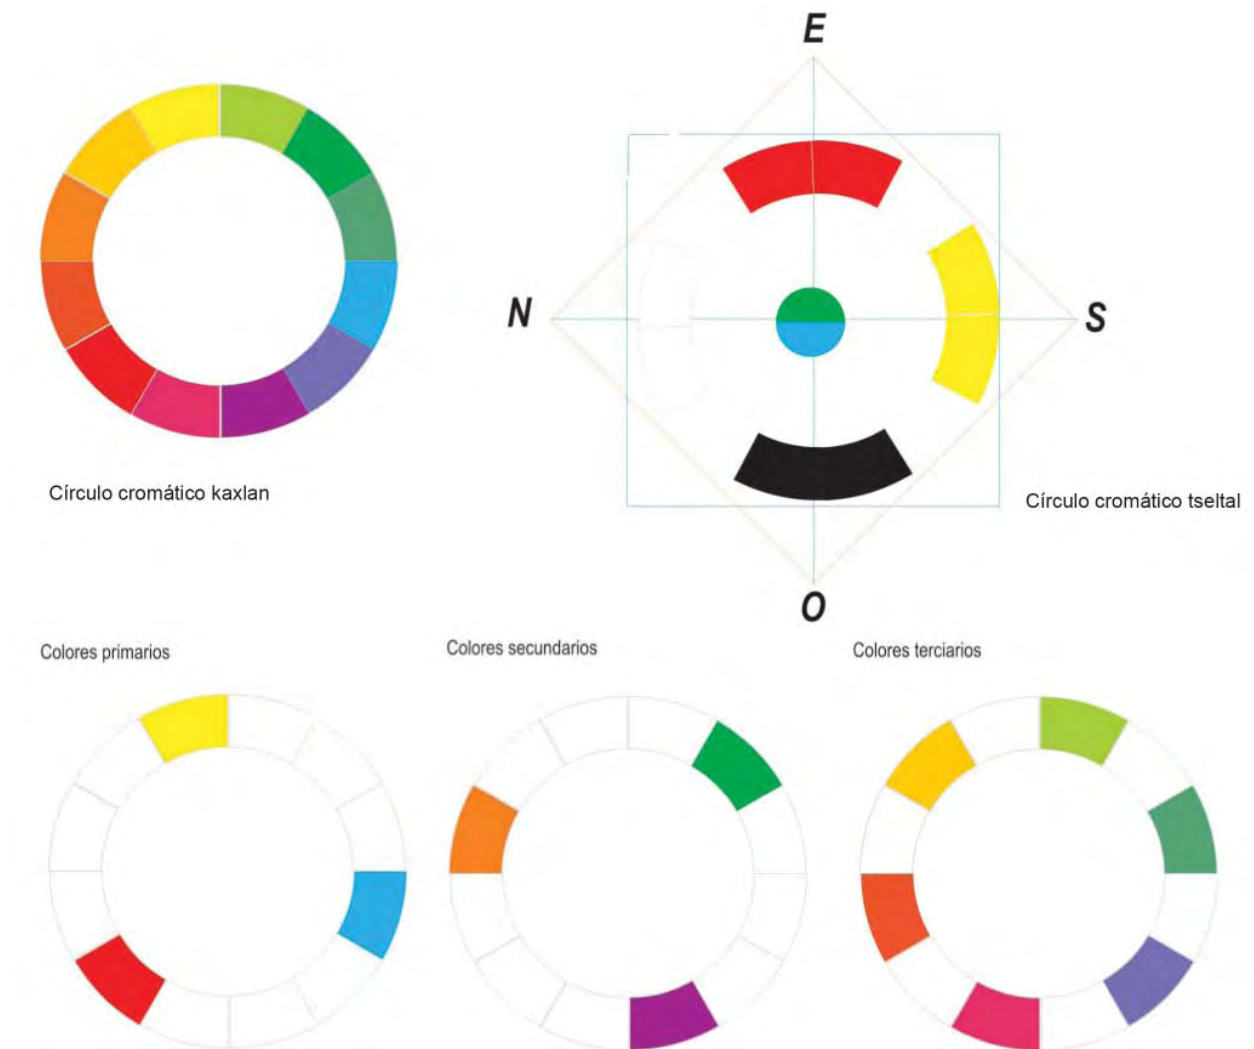 E
N
S
Círculo cromático kaxlan
Círculo cromático tseltal
O
Colores primarios
Colores secundarios
Colores terciarios